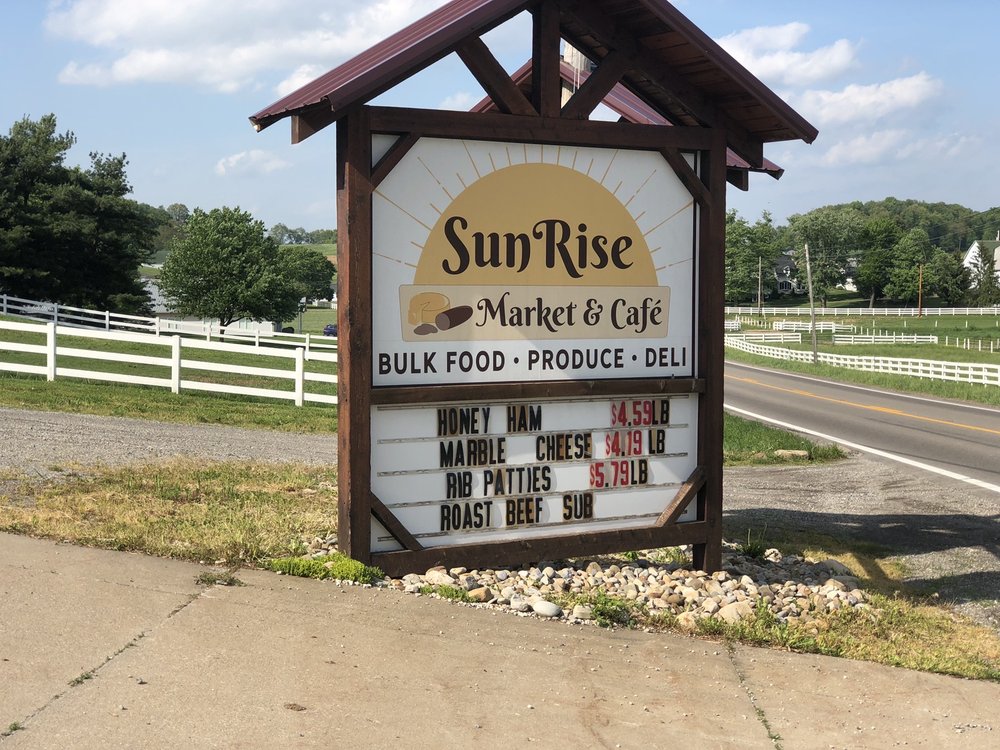 SunRise
Market & Café
BULK FOOD · PRODUCE · DELI
HONEY HAM $4.59LB
MARBLE CHEESE $4.19 LB
RIB PATTIES $5.79LB
ROAST BEEF SUB